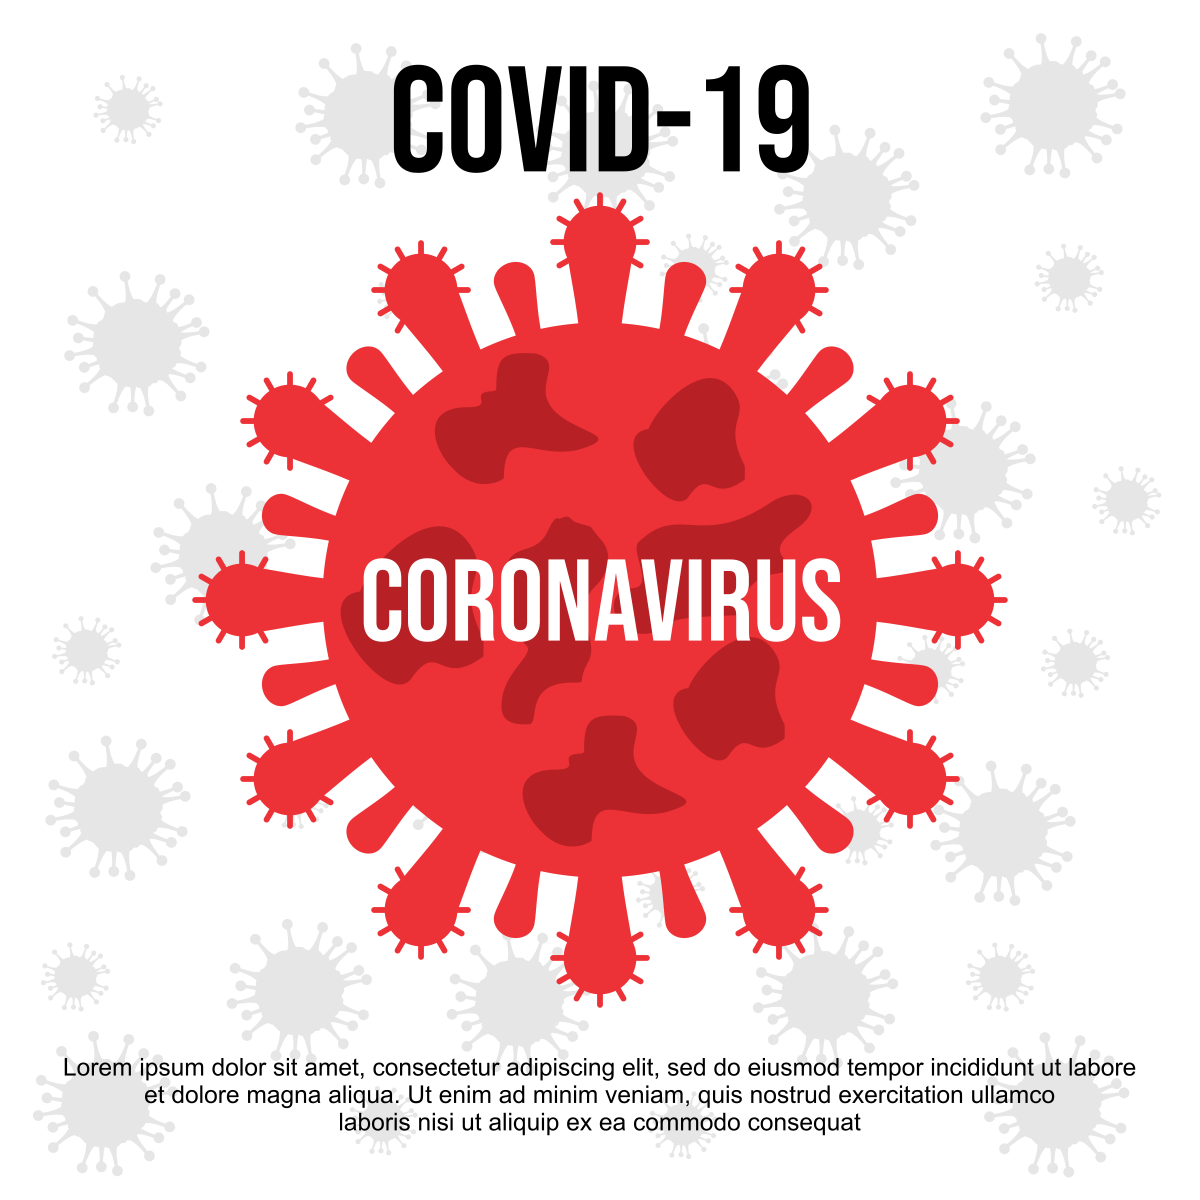 COVID-19
CORONAVIRUS
Lorem ipsum dolor sit amet, consectetur adipiscing elit, sed do eiusmod tempor incididunt ut labore
et dolore magna aliqua. Ut enim ad minim veniam, quis nostrud exercitation ullamco
laboris nisi ut aliquip ex ea commodo consequat